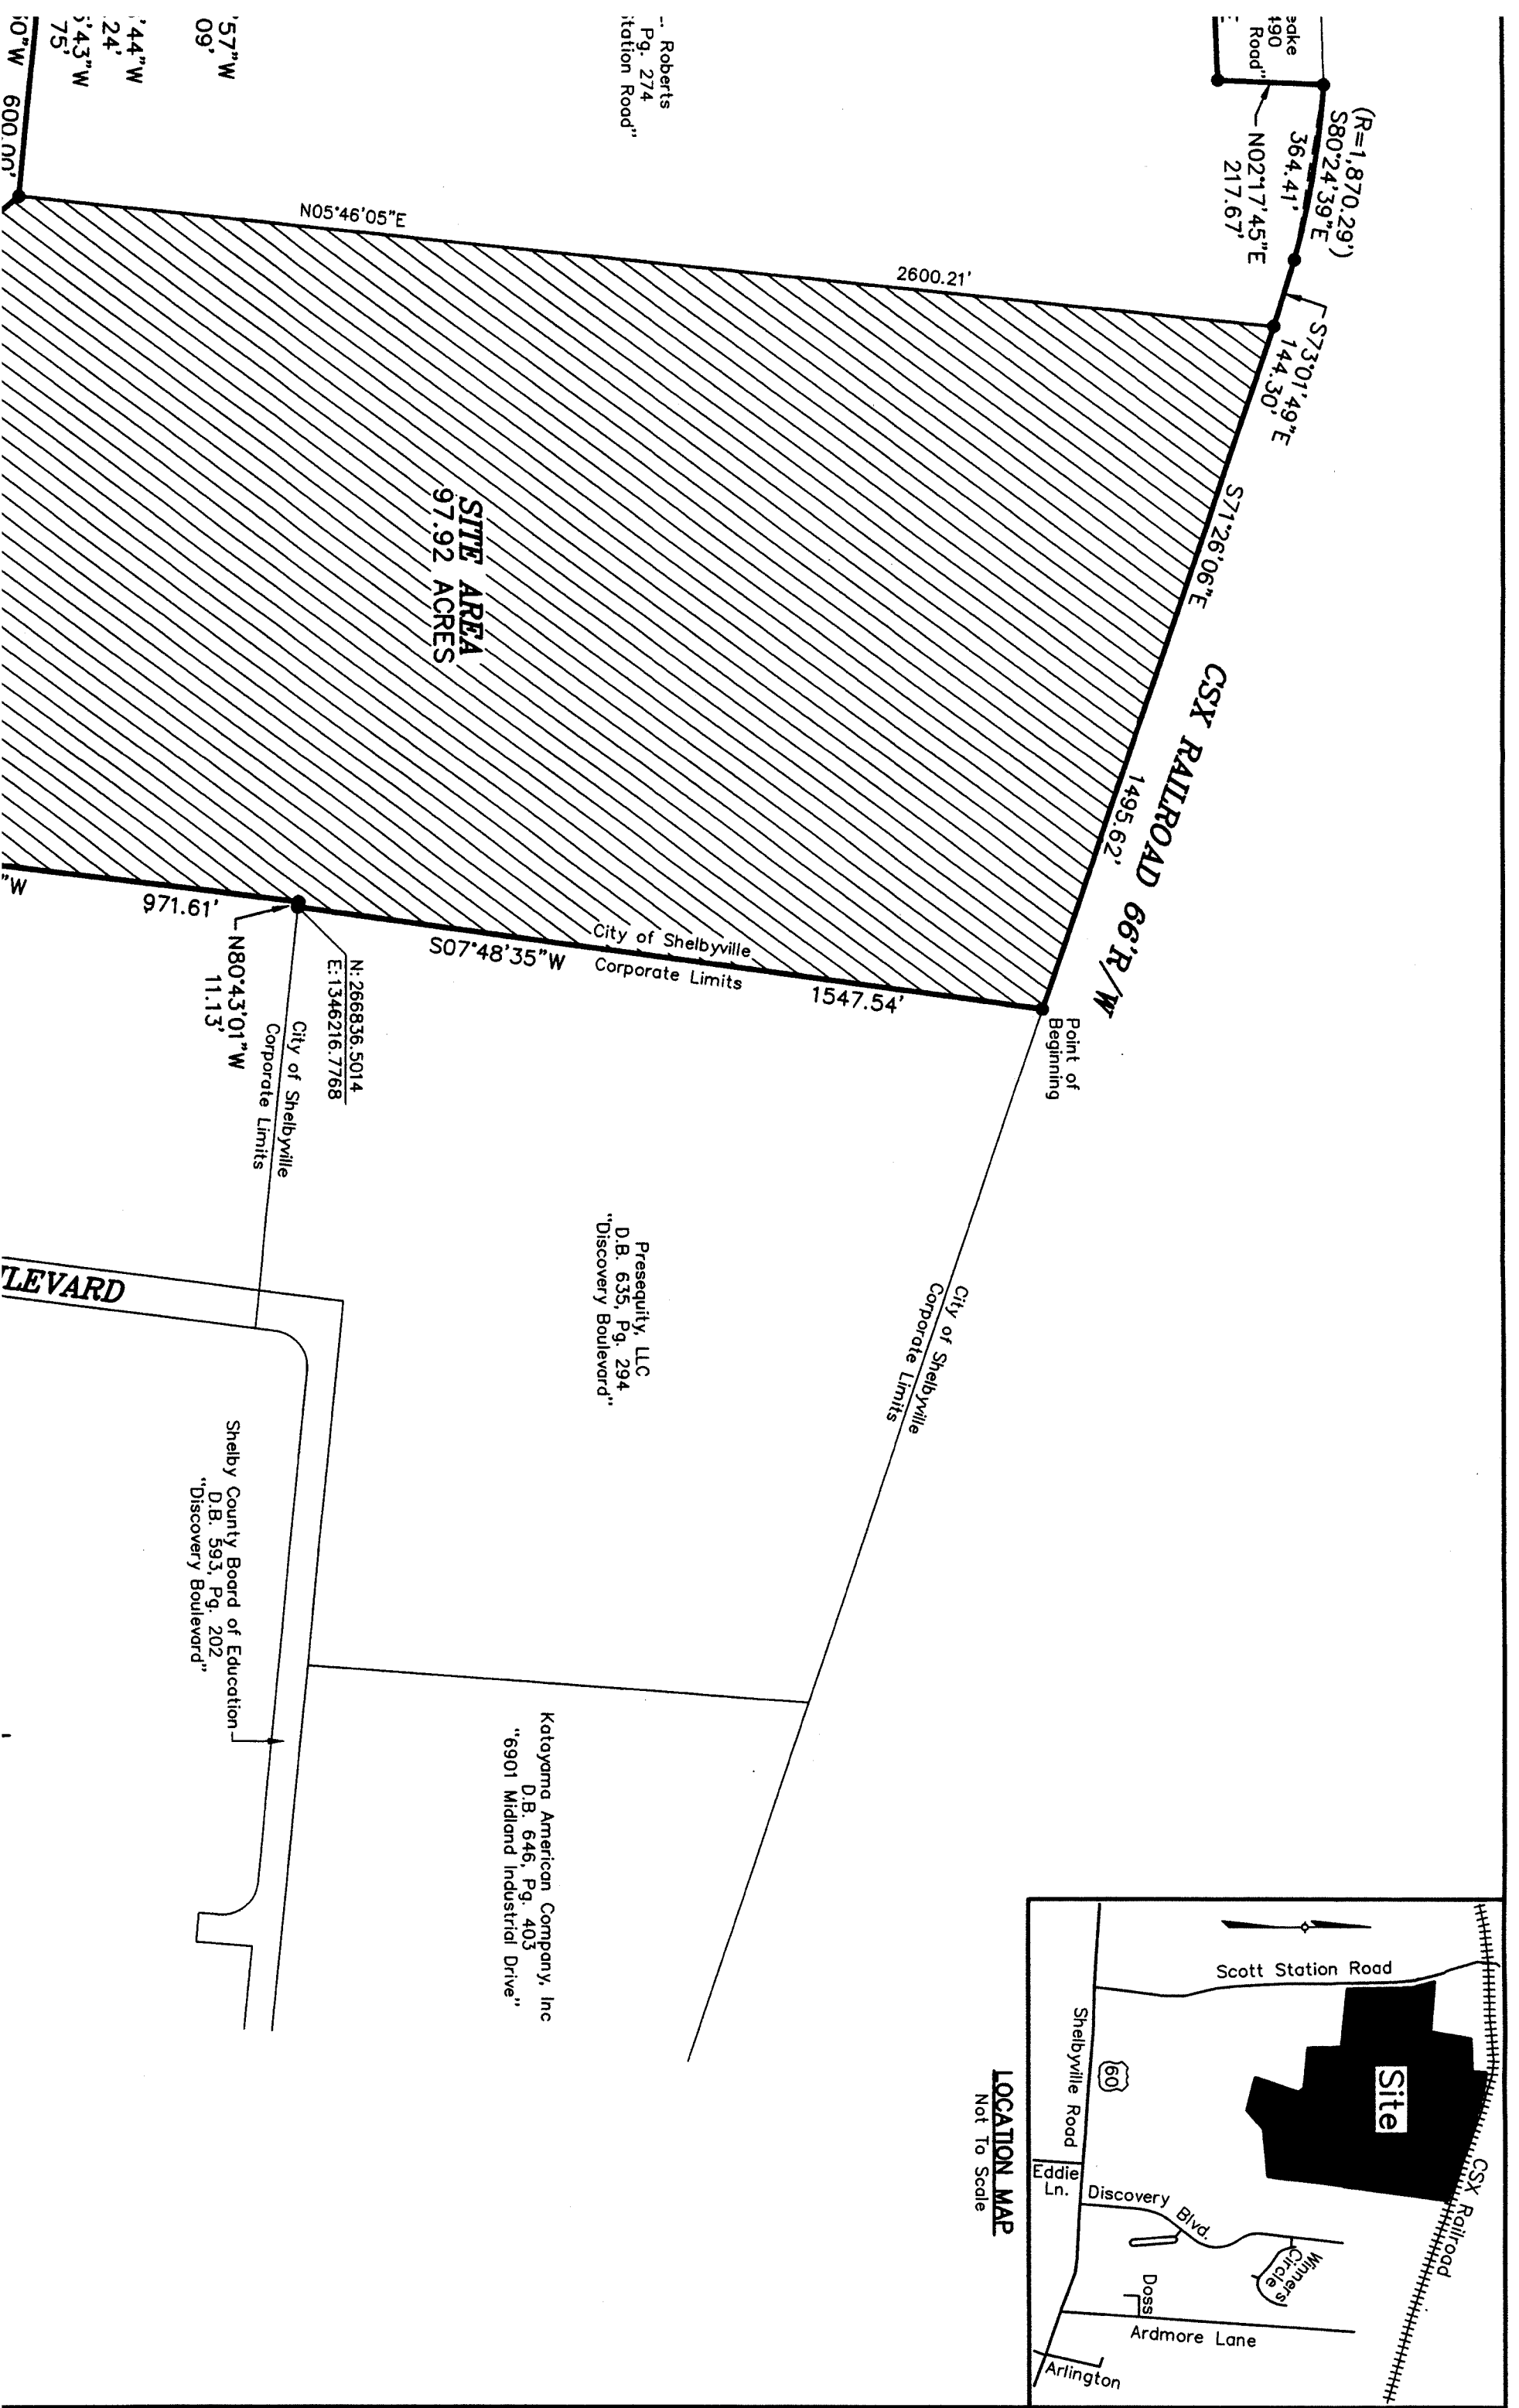 eake
490
Road"
(R=1,870.29')
S80°24'39"E
364.41'
N02°17'45"E
217.67'
S73°01'49"E
144.30'
S71°26'06"E
1495.62'
CSX RAILROAD 66'R/W
Point of
Beginning
Roberts
Pg. 274
tation Road"
N05°46'05"E
2600.21'
SITE AREA
97.92 ACRES
City of Shelbyville
Corporate Limits
S07°48'35"W
1547.54'
N: 266836.5014
E: 1346216.7768
N80°43'01"W
11.13'
971.61'
"W
City of Shelbyville
Corporate Limits
City of Shelbyville
Corporate Limits
Presequity, LLC
D.B. 635, Pg. 294
"Discovery Boulevard"
Katayama American Company, Inc
D.B. 646, Pg. 403
"6901 Midland Industrial Drive"
Shelby County Board of Education
D.B. 593, Pg. 202
"Discovery Boulevard"
LEVARD
'57"W
09'
'44"W
24'
'43"W
75'
0"W 600.00'
Scott Station Road
Site
CSX Railroad
60
Shelbyville Road
Eddie
Ln.
Discovery Blvd.
Winners
Circle
Doss
Ardmore Lane
Arlington
LOCATION MAP
Not To Scale